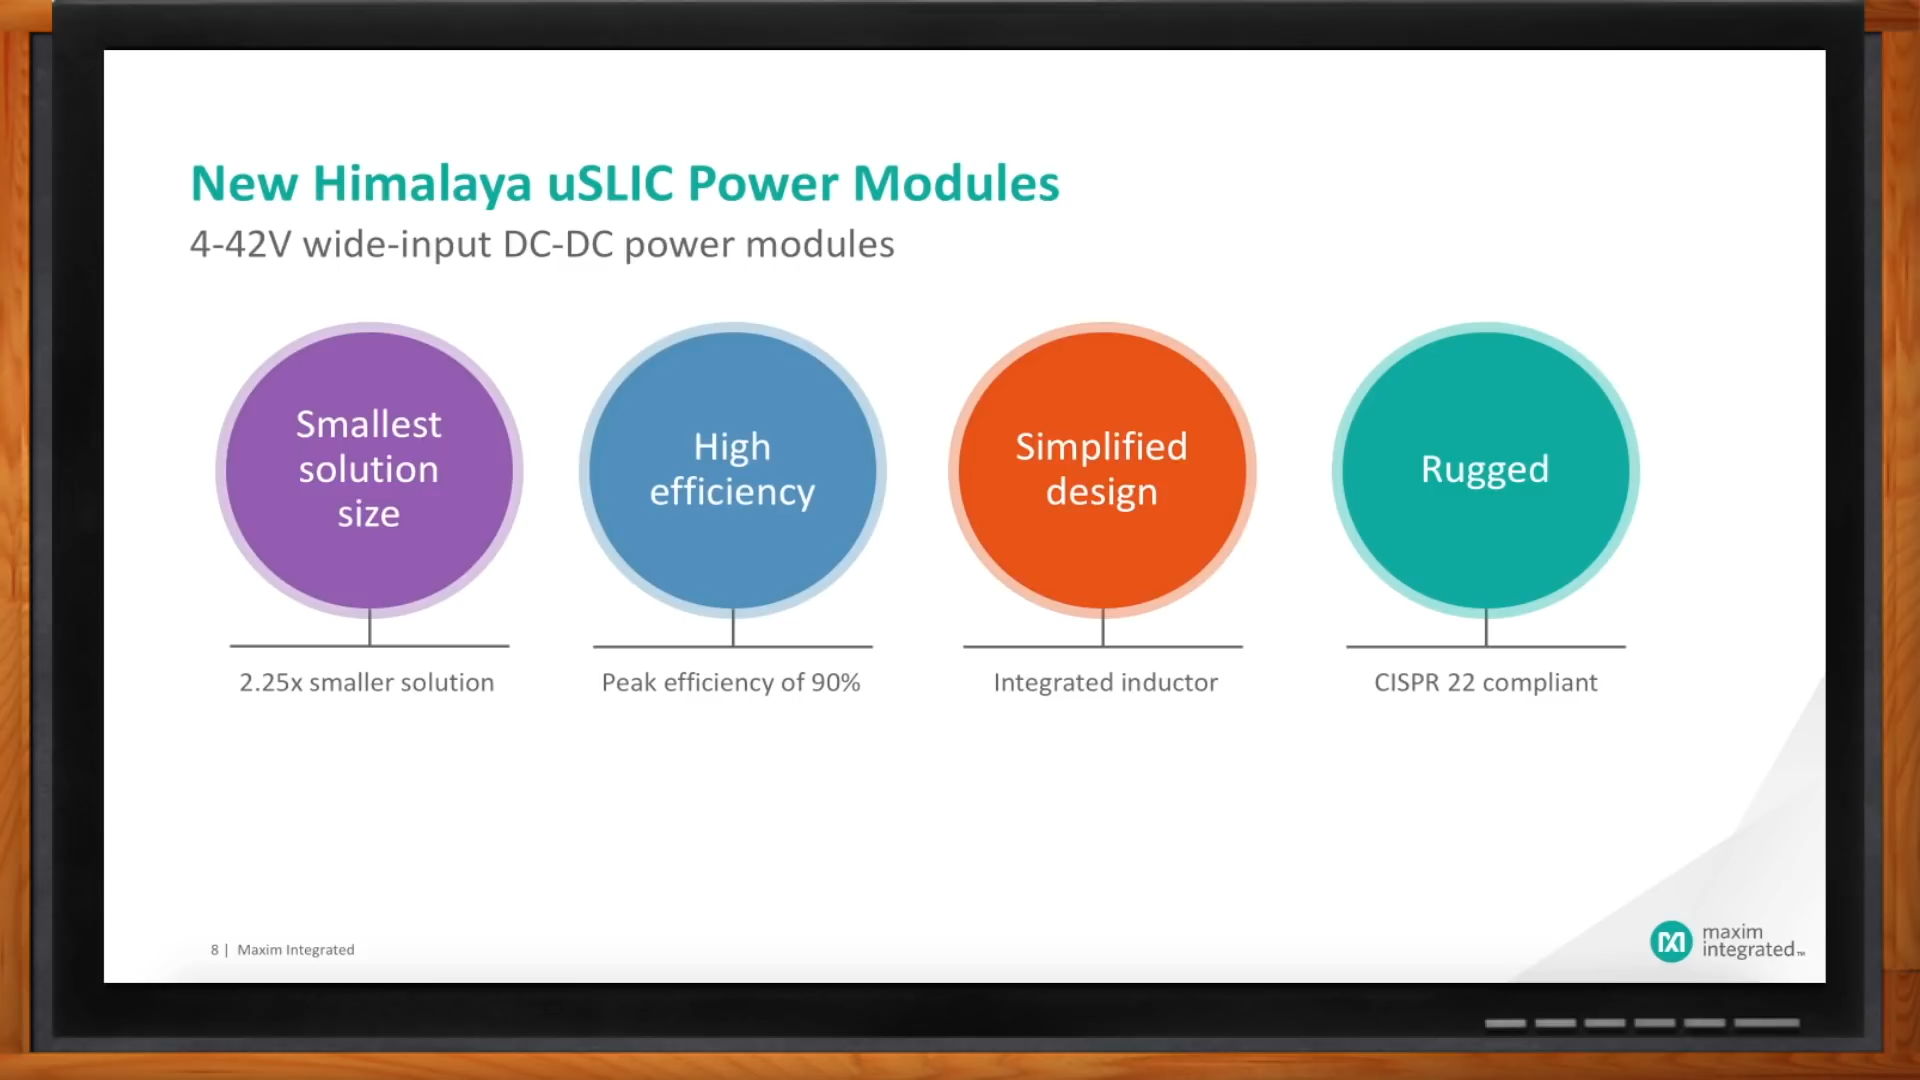 New Himalaya uSLIC Power Modules
4-42V wide-input DC-DC power modules
Smallest
solution
size
High
efficiency
Simplified
design
Rugged
2.25x smaller solution
Peak efficiency of 90%
Integrated inductor
CISPR 22 compliant
8 | Maxim Integrated
maxim
integrated™